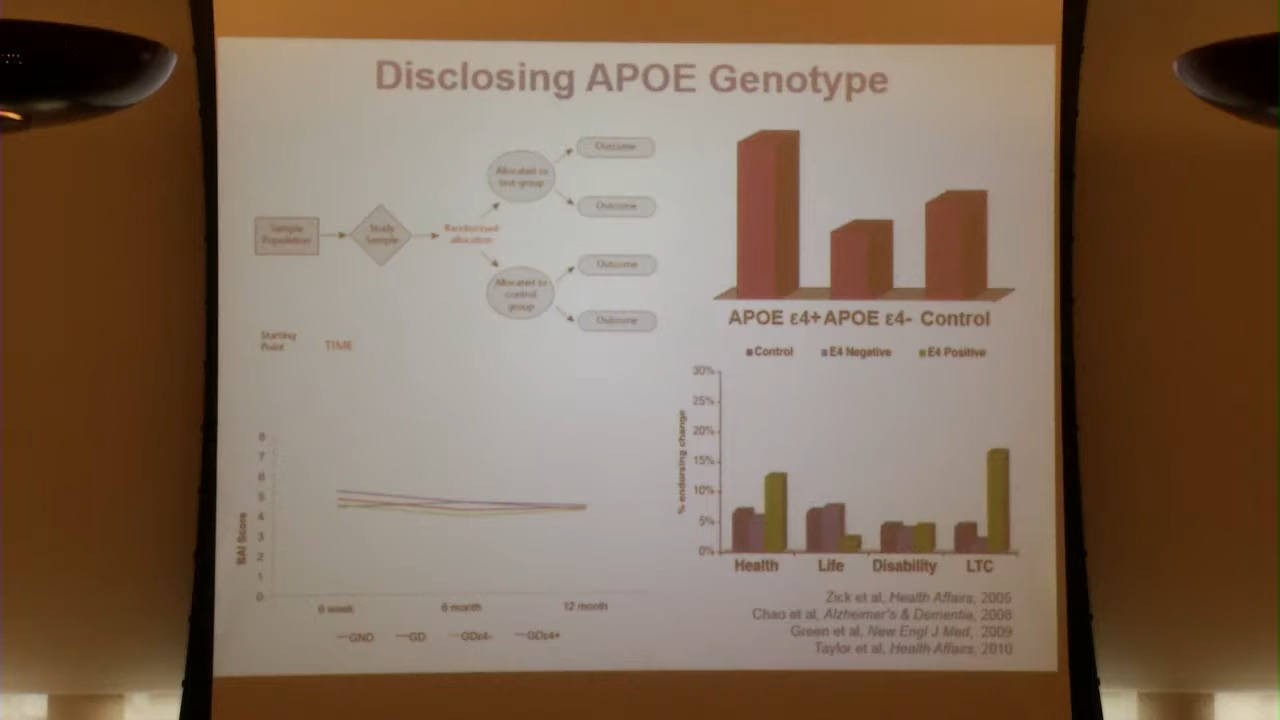 Disclosing APOE Genotype
Sample
Population
Study
Sample
Randomised
allocation
Allocated to
test group
Allocated to
control
group
Outcome
Outcome
Outcome
Outcome
Starting
Point
TIME
APOE ε4+ APOE ε4- Control
Control E4 Negative E4 Positive
% endorsing change
30%
25%
20%
15%
10%
5%
0%
Health Life Disability LTC
BAI Score
8
7
6
5
4
3
2
1
0
6 week 6 month 12 month
GND GD GDε4- GDε4+
Zick et al, Health Affairs, 2005
Chao et al, Alzheimer's & Dementia, 2008
Green et al, New Engl J Med, 2009
Taylor et al, Health Affairs, 2010